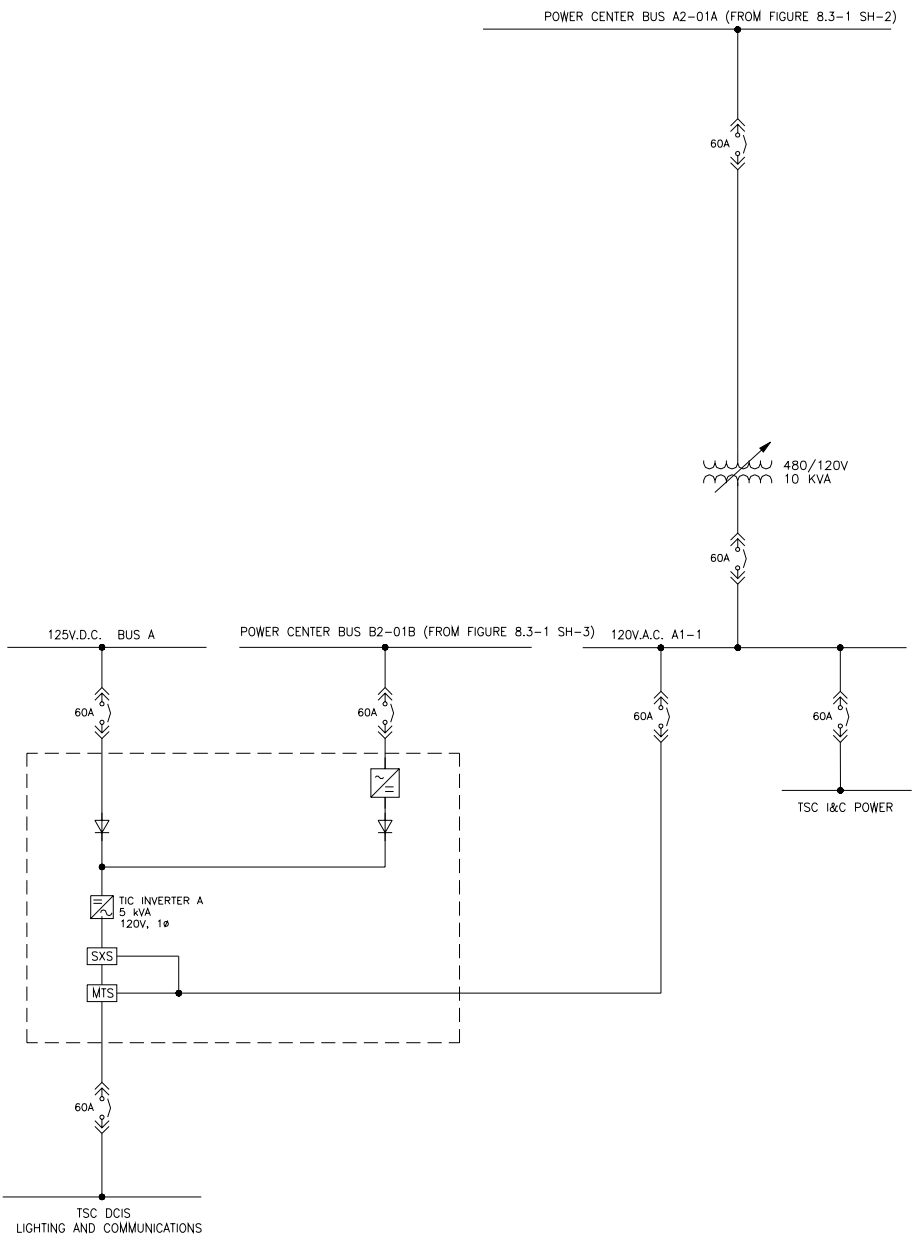 POWER CENTER BUS A2-01A (FROM FIGURE 8.3-1 SH-2)
60A
480/120V
10 KVA
60A
125V.D.C. BUS A
POWER CENTER BUS B2-01B (FROM FIGURE 8.3-1 SH-3)
120V.A.C. A1-1
60A
60A
60A
60A
TSC I&C POWER
TIC INVERTER A
5 kVA
120V, 1ø
SXS
MTS
60A
TSC DCIS
LIGHTING AND COMMUNICATIONS